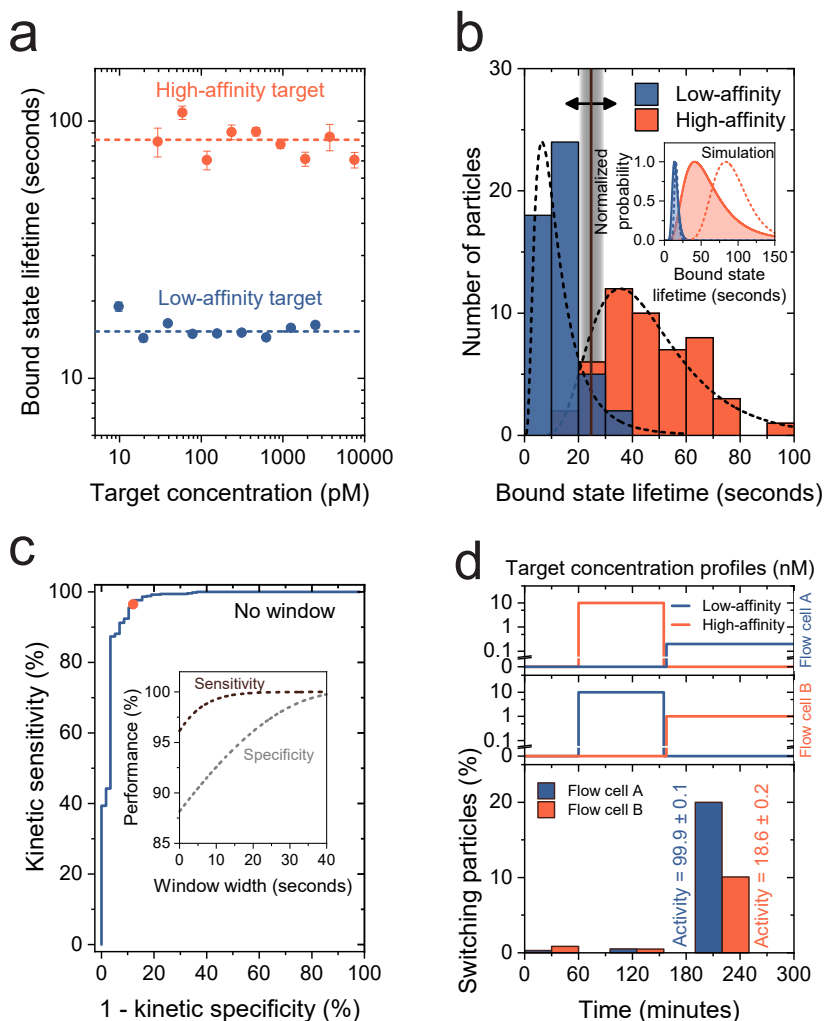 a
Bound state lifetime (seconds)
100
10
High-affinity target
Low-affinity target
10
100
1000
10000
Target concentration (pM)
b
Number of particles
30
20
10
0
Low-affinity
High-affinity
Normalized
probability
1.0
0.5
0.0
Simulation
0
50
100
150
Bound state
lifetime (seconds)
0
20
40
60
80
100
Bound state lifetime (seconds)
c
Kinetic sensitivity (%)
100
80
60
40
20
0
No window
Performance (%)
100
95
90
85
Sensitivity
Specificity
0
10
20
30
40
Window width (seconds)
0
20
40
60
80
100
1 - kinetic specificity (%)
d
Target concentration profiles (nM)
10
1
0.1
0
Low-affinity
High-affinity
Flow cell A
10
1
0.1
0
Flow cell B
Switching particles (%)
20
10
0
Flow cell A
Flow cell B
Activity = 99.9 ± 0.1
Activity = 18.6 ± 0.2
0
60
120
180
240
300
Time (minutes)